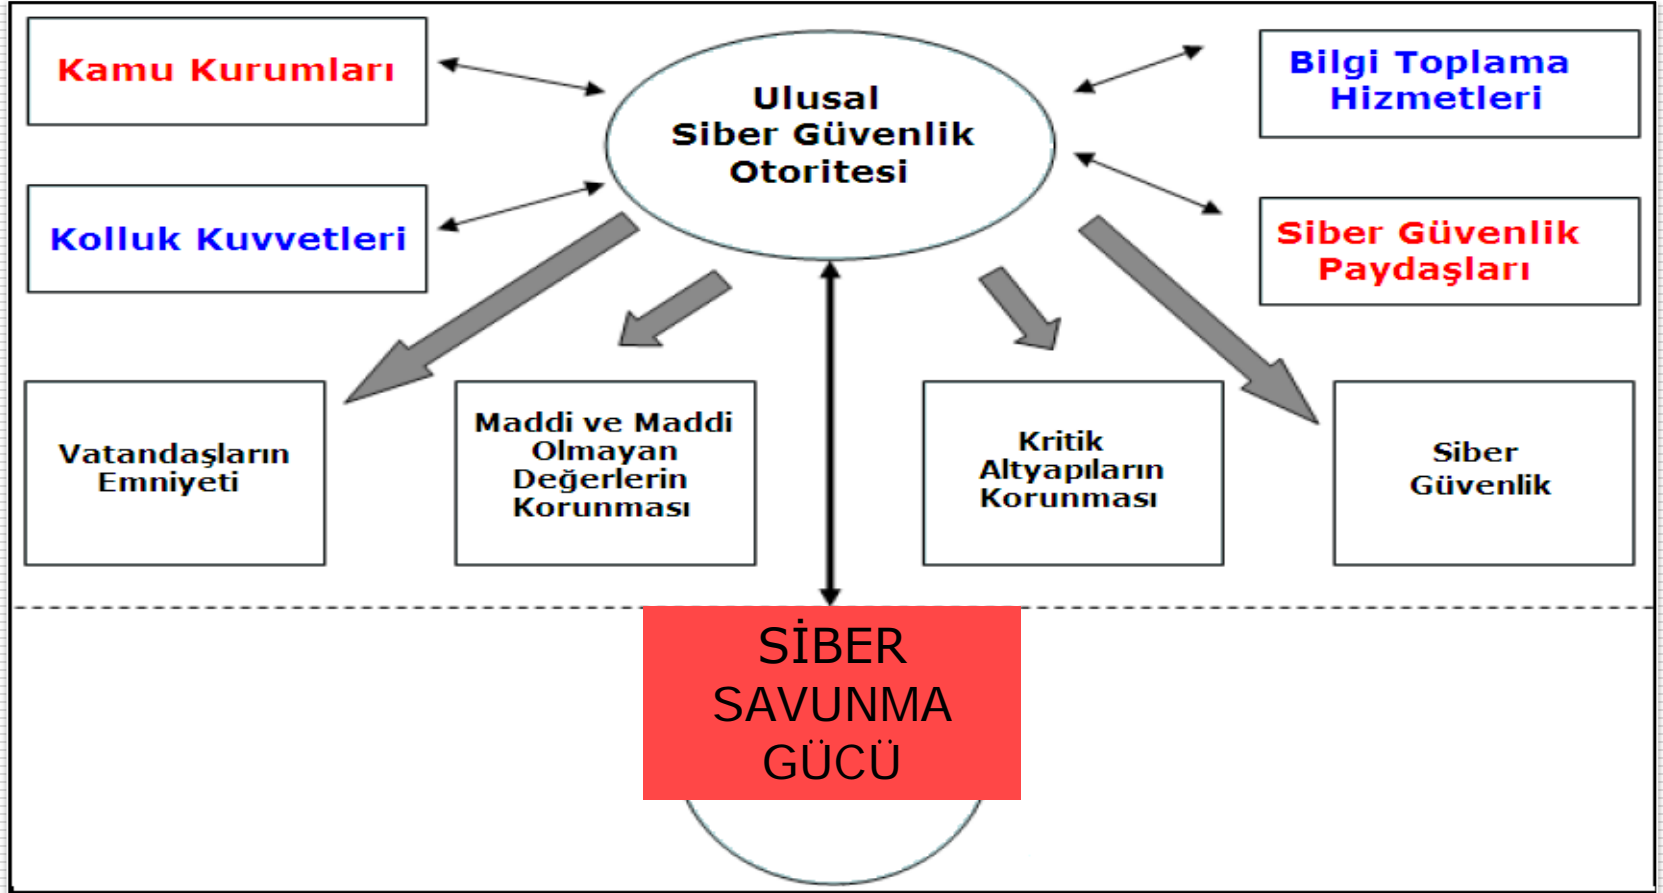 Kamu Kurumları
Ulusal
Siber Güvenlik
Otoritesi
Bilgi Toplama
Hizmetleri
Kolluk Kuvvetleri
Siber Güvenlik
Paydaşları
Vatandaşların
Emniyeti
Maddi ve Maddi
Olmayan
Değerlerin
Korunması
Kritik
Altyapıların
Korunması
Siber
Güvenlik
SİBER
SAVUNMA
GÜCÜ